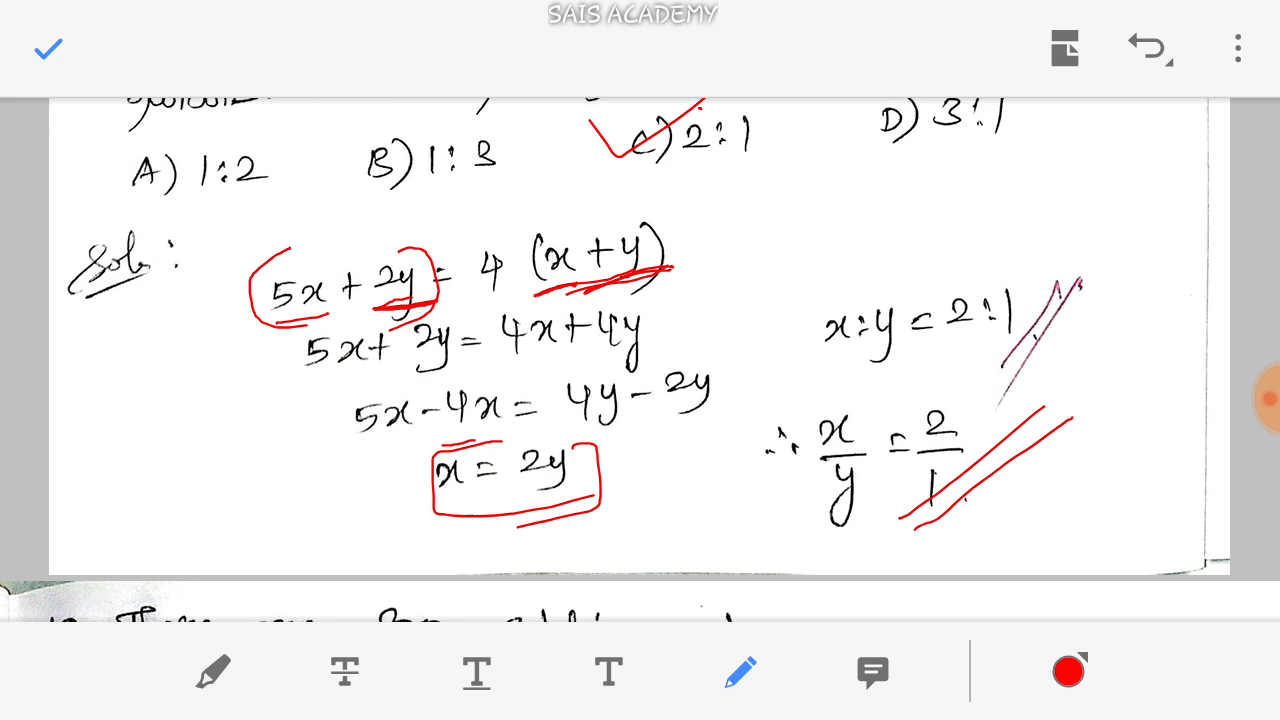 SAIS ACADEMY
A) 1:2 B) 1:3 C) 2:1 D) 3:1
Sol:
5x + 2y = 4 (x + y)
5x + 2y = 4x + 4y
5x - 4x = 4y - 2y
x = 2y
x:y = 2:1
∴ x/y = 2/1
T T T